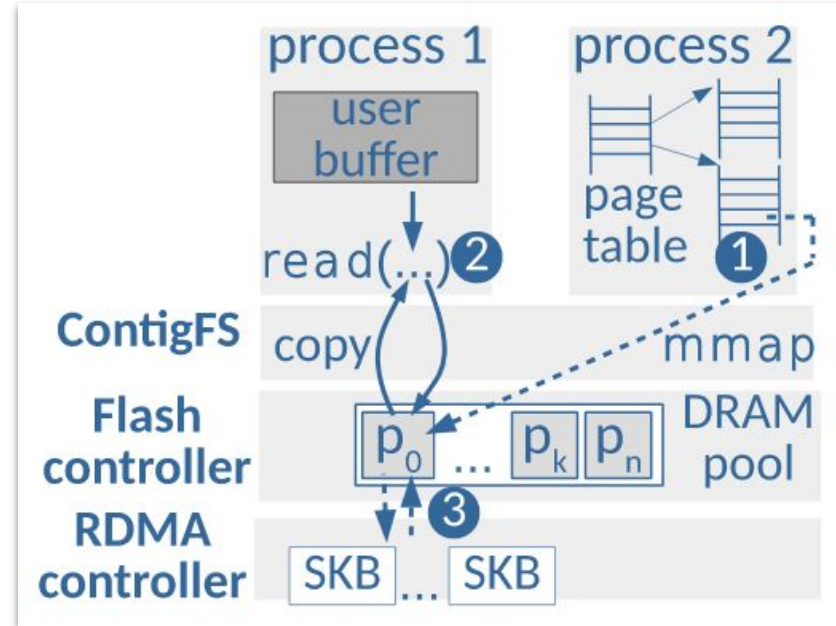 process 1
user
buffer
read(...) 2
process 2
page
table
1
ContigFS
copy
mmap
Flash
controller
p0 ... pk pn
DRAM
pool
3
RDMA
controller
SKB ... SKB